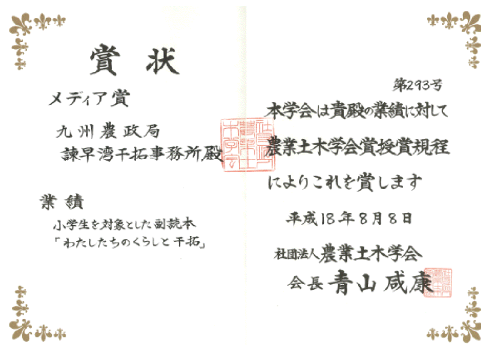 賞状
メディア賞
九州農政局
諫早湾干拓事務所殿
業績
小学生を対象とした副読本
「わたしたちのくらしと干拓」
第293号
本学会は貴殿の業績に対して
農業土木学会賞授賞規程
によりこれを賞します
平成18年8月8日
社団法人農業土木学会
会長 青山咸康